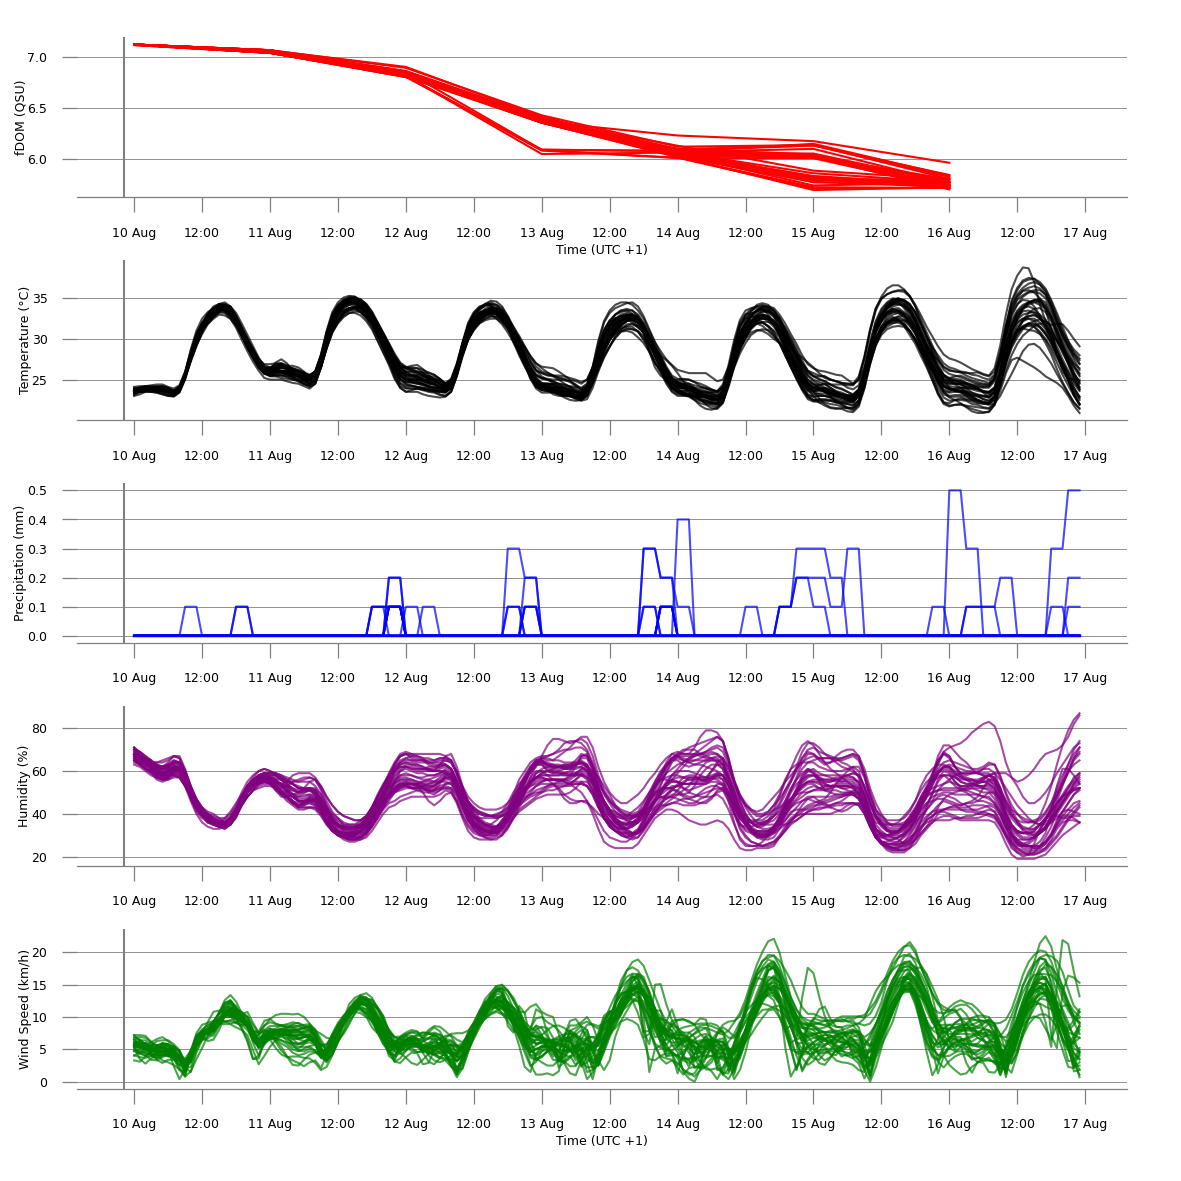 fDOM (QSU)
7.0
6.5
6.0
10 Aug 12:00 11 Aug 12:00 12 Aug 12:00 13 Aug 12:00 14 Aug 12:00 15 Aug 12:00 16 Aug 12:00 17 Aug
Time (UTC +1)
Temperature (°C)
35
30
25
10 Aug 12:00 11 Aug 12:00 12 Aug 12:00 13 Aug 12:00 14 Aug 12:00 15 Aug 12:00 16 Aug 12:00 17 Aug
Precipitation (mm)
0.5
0.4
0.3
0.2
0.1
0.0
10 Aug 12:00 11 Aug 12:00 12 Aug 12:00 13 Aug 12:00 14 Aug 12:00 15 Aug 12:00 16 Aug 12:00 17 Aug
Humidity (%)
80
60
40
20
10 Aug 12:00 11 Aug 12:00 12 Aug 12:00 13 Aug 12:00 14 Aug 12:00 15 Aug 12:00 16 Aug 12:00 17 Aug
Wind Speed (km/h)
20
15
10
5
0
10 Aug 12:00 11 Aug 12:00 12 Aug 12:00 13 Aug 12:00 14 Aug 12:00 15 Aug 12:00 16 Aug 12:00 17 Aug
Time (UTC +1)